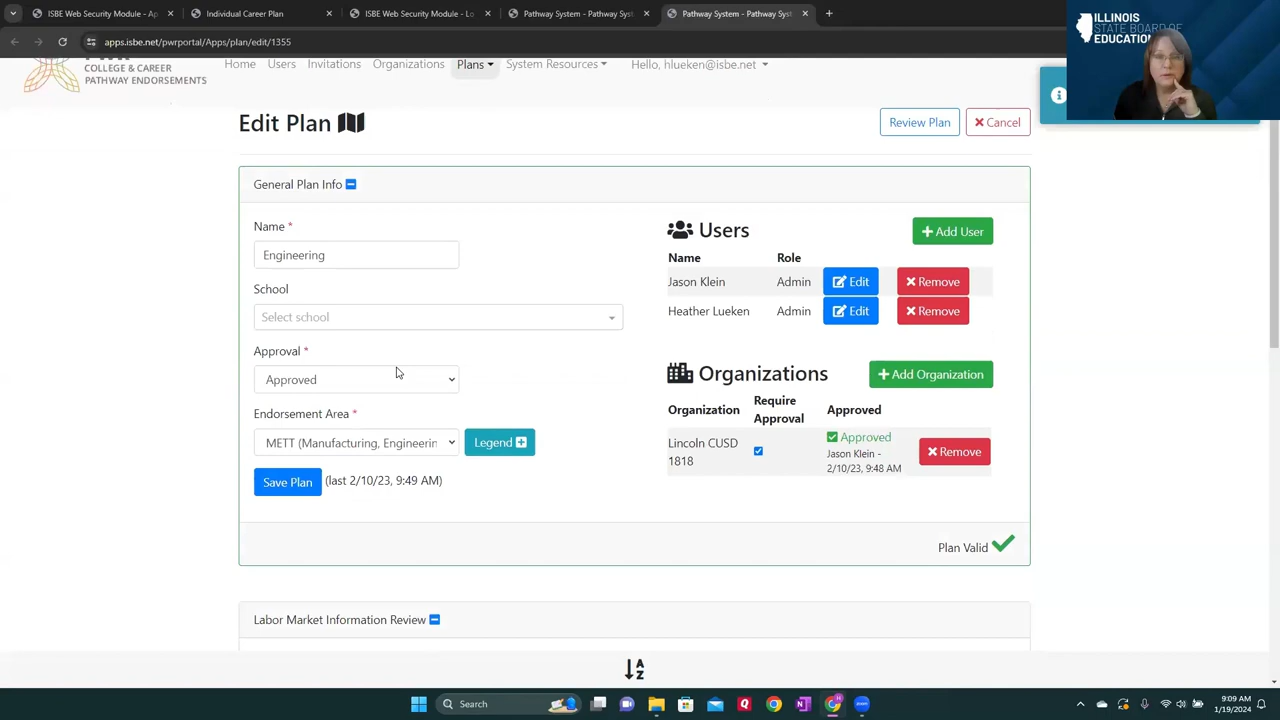 ISBE Web Security Module - Ap
Individual Career Plan
ISBE Web Security Module - Lo
Pathway System - Pathway Syst
Pathway System - Pathway Syst
apps.isbe.net/pwrportal/Apps/plan/edit/1355
COLLEGE & CAREER
PATHWAY ENDORSEMENTS
Home Users Invitations Organizations Plans System Resources Hello, hlueken@isbe.net
ILLINOIS
STATE BOARD OF
EDUCATION
Edit Plan
Review Plan
Cancel
General Plan Info
Name *
Engineering
School
Select school
Approval *
Approved
Endorsement Area *
METT (Manufacturing, Engineerin
Legend
Save Plan (last 2/10/23, 9:49 AM)
Users
Add User
Name Role
Jason Klein Admin Edit Remove
Heather Lueken Admin Edit Remove
Organizations
Add Organization
Organization Require Approval Approved
Lincoln CUSD 1818
Approved
Jason Klein -
2/10/23, 9:48 AM
Remove
Plan Valid
Labor Market Information Review
A
Z
Search
9:09 AM
1/19/2024